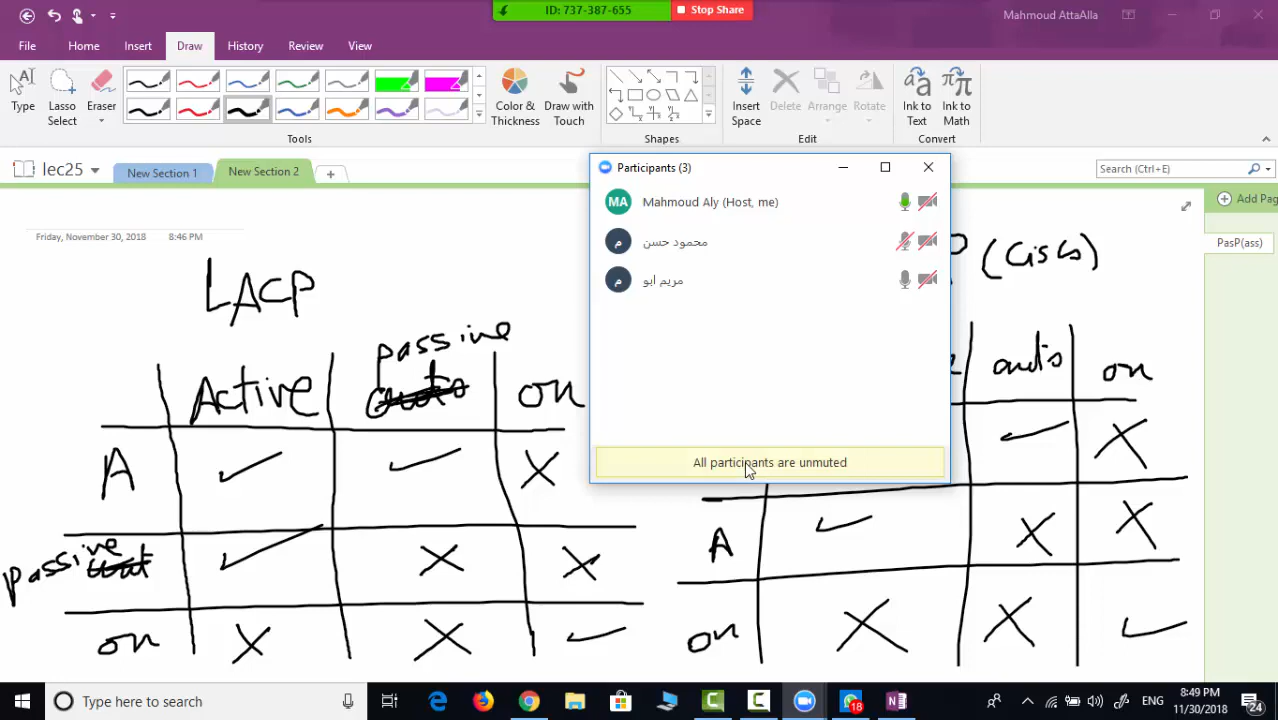 ID: 737-387-655
Stop Share
Mahmoud AttaAlla
File
Home
Insert
Draw
History
Review
View
Type
Lasso Select
Eraser
Color & Thickness
Draw with Touch
Insert Space
Delete
Arrange
Rotate
Ink to Text
Ink to Math
Tools
Shapes
Edit
Convert
lec25
New Section 1
New Section 2
Search (Ctrl+E)
Add Pag
PasP(ass)
Friday, November 30, 2018
8:46 PM
Participants (3)
MA Mahmoud Aly (Host, me)
م محمود حسن
م مريم ابو
All participants are unmuted
LACP
P (Cisco)
Active passive on
A
passive
on
auto on
A
on
Type here to search
18
ENG
8:49 PM
11/30/2018
24